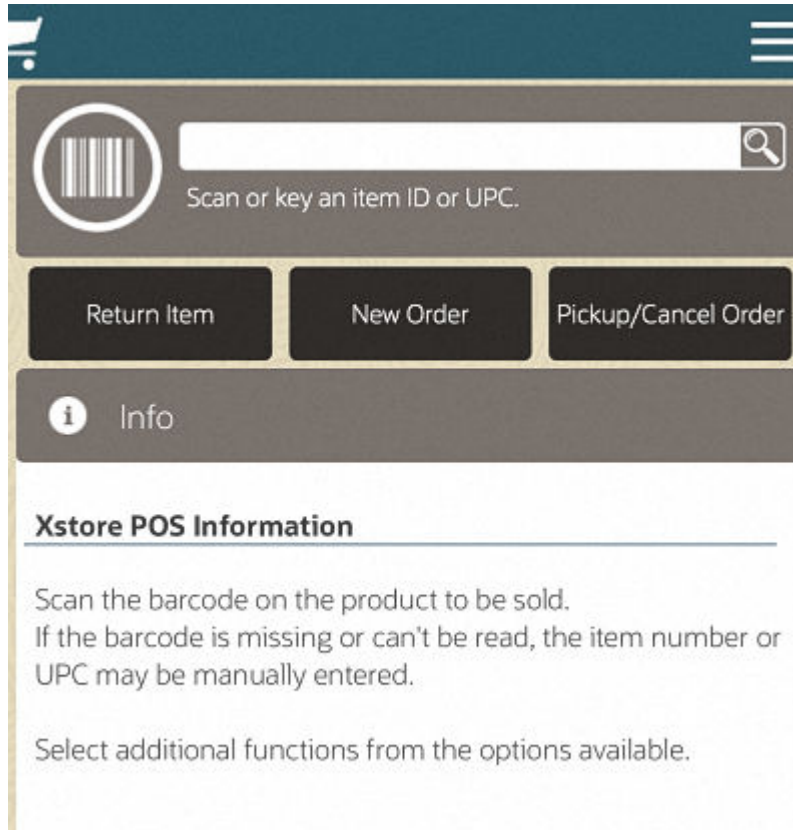 Scan or key an item ID or UPC.
Return Item
New Order
Pickup/Cancel Order
i Info
Xstore POS Information
Scan the barcode on the product to be sold.
If the barcode is missing or can't be read, the item number or
UPC may be manually entered.
Select additional functions from the options available.